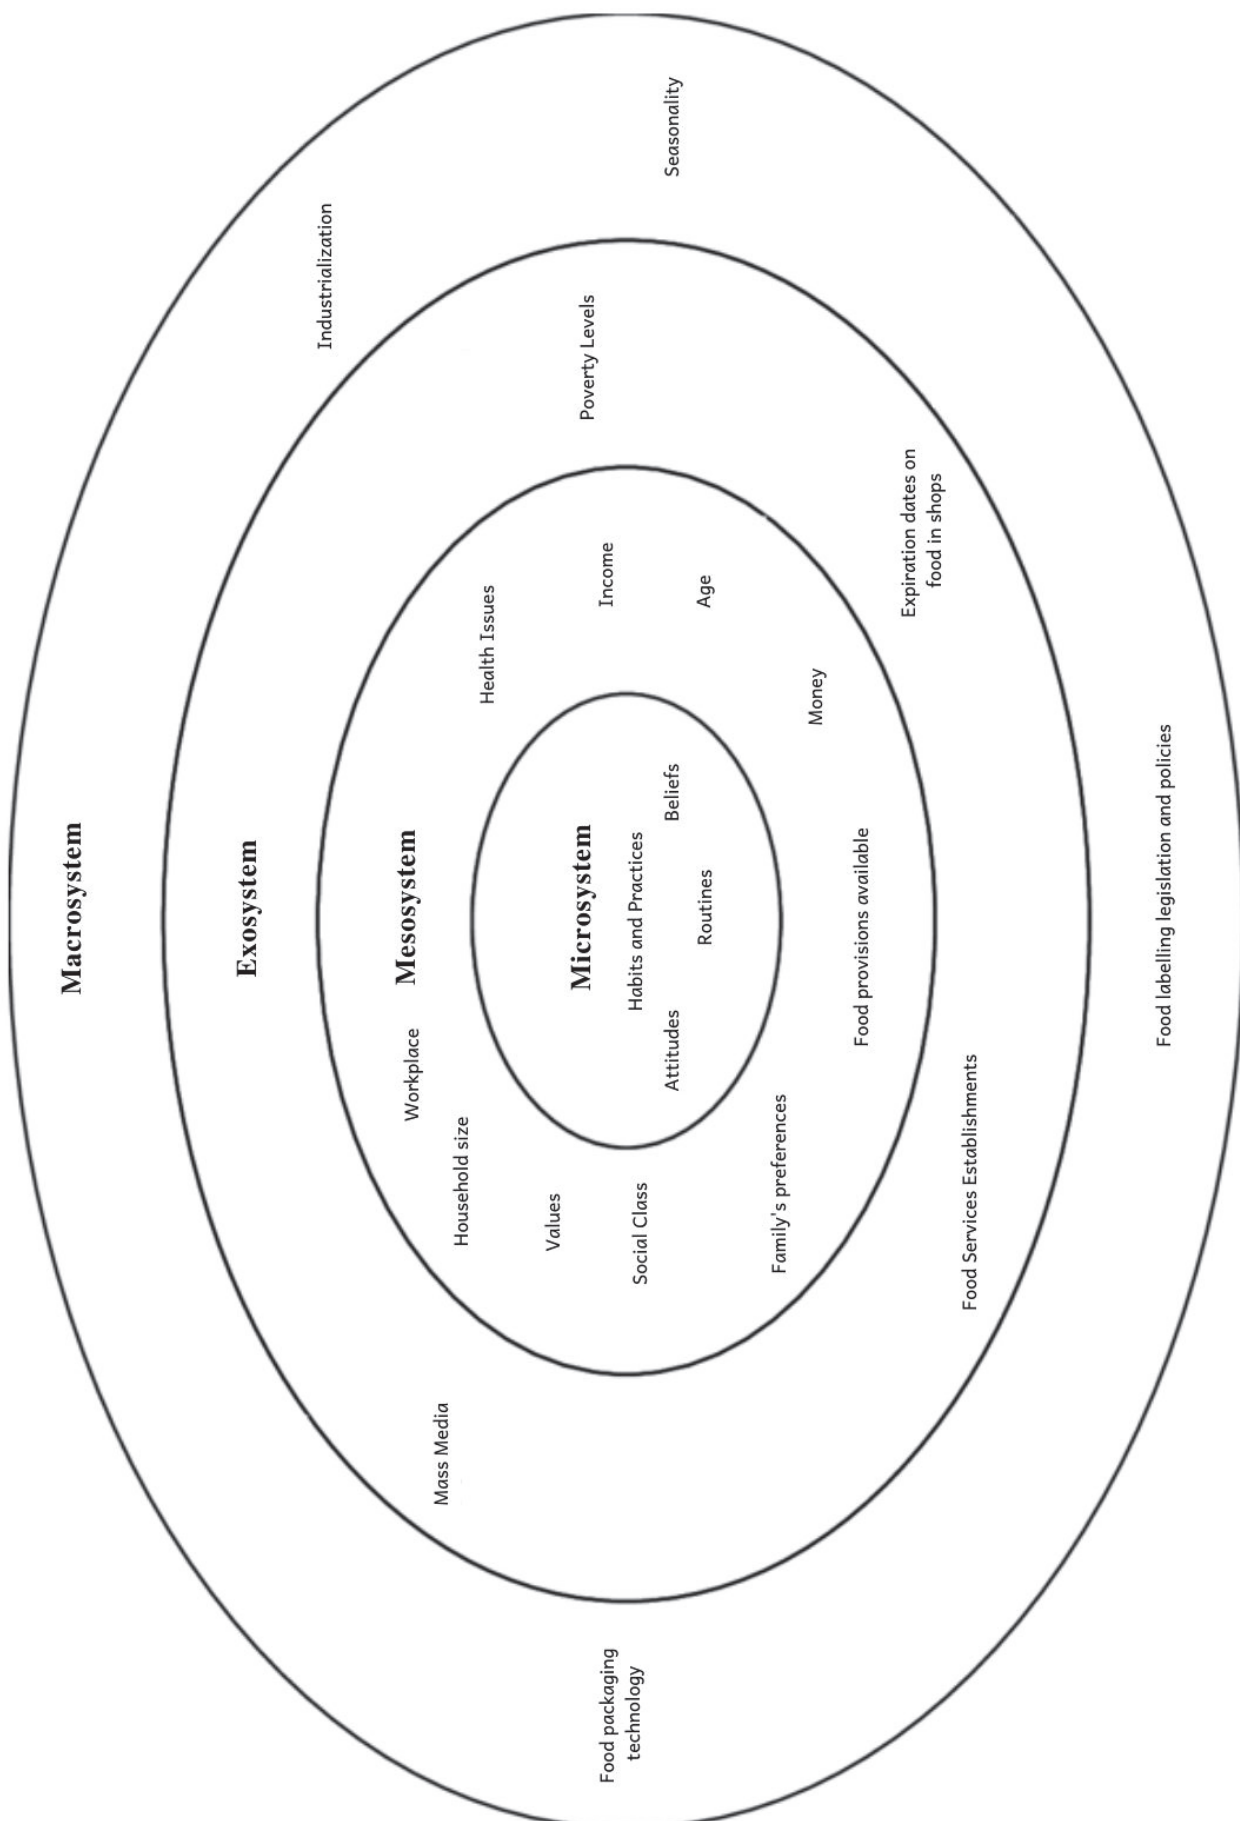 Macrosystem
Industrialization
Exosystem
Mesosystem
Workplace
Mass Media
Household size
Health Issues
Values
Microsystem
Poverty Levels
Income
Food packaging
technology
Habits and Practices
Social Class
Attitudes
Beliefs
Seasonality
Routines
Age
Family's preferences
Money
Food provisions available
Expiration dates on
food in shops
Food Services Establishments
Food labelling legislation and policies